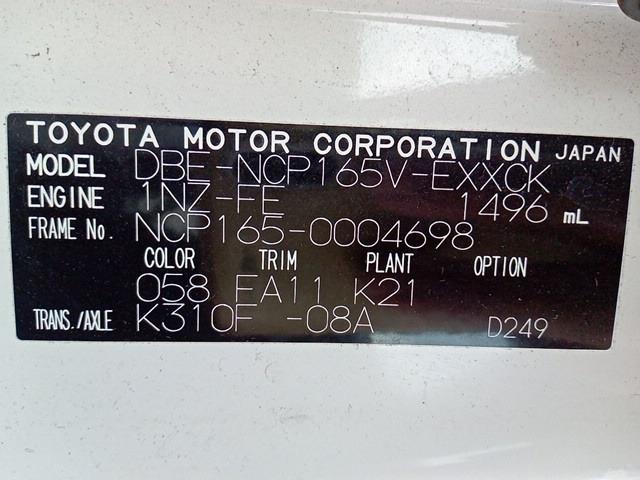 TOYOTA MOTOR CORPORATION JAPAN
MODEL DBE-NCP165V-EXXCK
ENGINE 1NZ-FE 1496 mL
FRAME No. NCP165-0004698
COLOR TRIM PLANT OPTION
058 EA11 K21
TRANS./AXLE K310F -08A D249